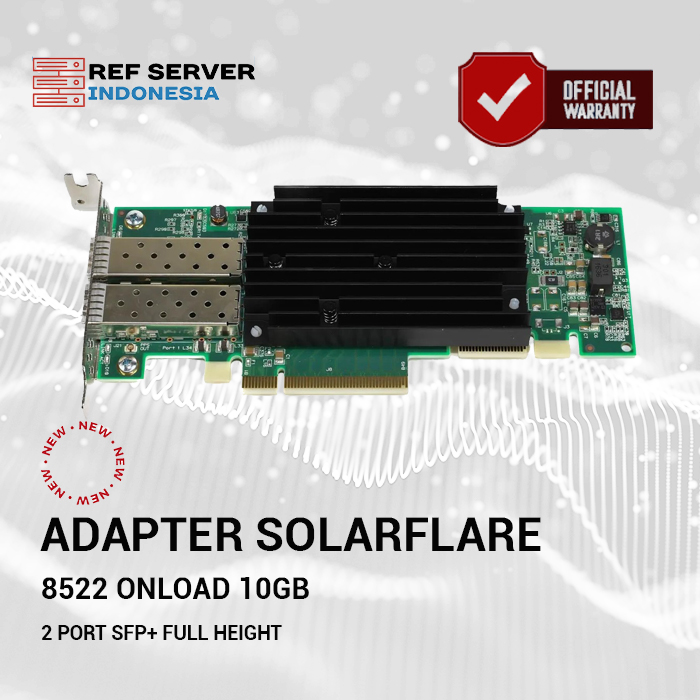 REF SERVER
INDONESIA
OFFICIAL
WARRANTY
NEW • NEW • NEW • NEW • NEW •
ADAPTER SOLARFLARE
8522 ONLOAD 10GB
2 PORT SFP+ FULL HEIGHT